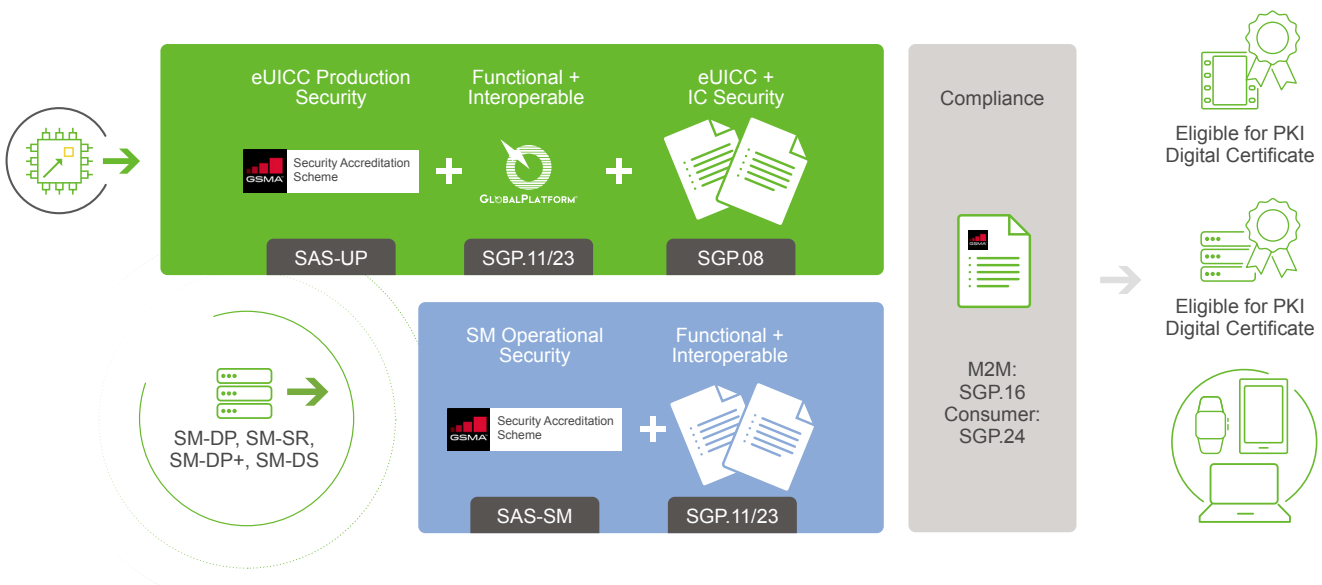 eUICC Production
Security
Functional +
Interoperable
eUICC +
IC Security
GSMA
Security Accreditation
Scheme
GLOBALPLATFORM
SAS-UP
SGP.11/23
SGP.08
SM-DP, SM-SR,
SM-DP+, SM-DS
SM Operational
Security
Functional +
Interoperable
GSMA
Security Accreditation
Scheme
SAS-SM
SGP.11/23
Compliance
GSMA
M2M:
SGP.16
Consumer:
SGP.24
Eligible for PKI
Digital Certificate
Eligible for PKI
Digital Certificate